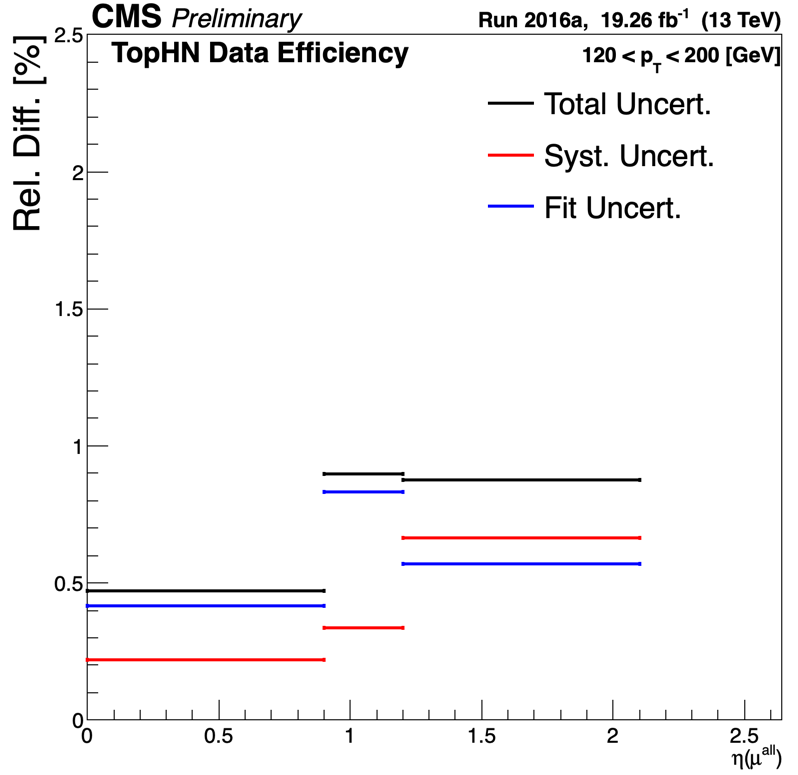 CMS Preliminary
Run 2016a, 19.26 fb⁻¹ (13 TeV)
TopHN Data Efficiency
120 < p_T < 200 [GeV]
Rel. Diff. [%]
Total Uncert.
Syst. Uncert.
Fit Uncert.
2.5
2
1.5
1
0.5
0
0 0.5 1 1.5 2 2.5
η(μ^all)